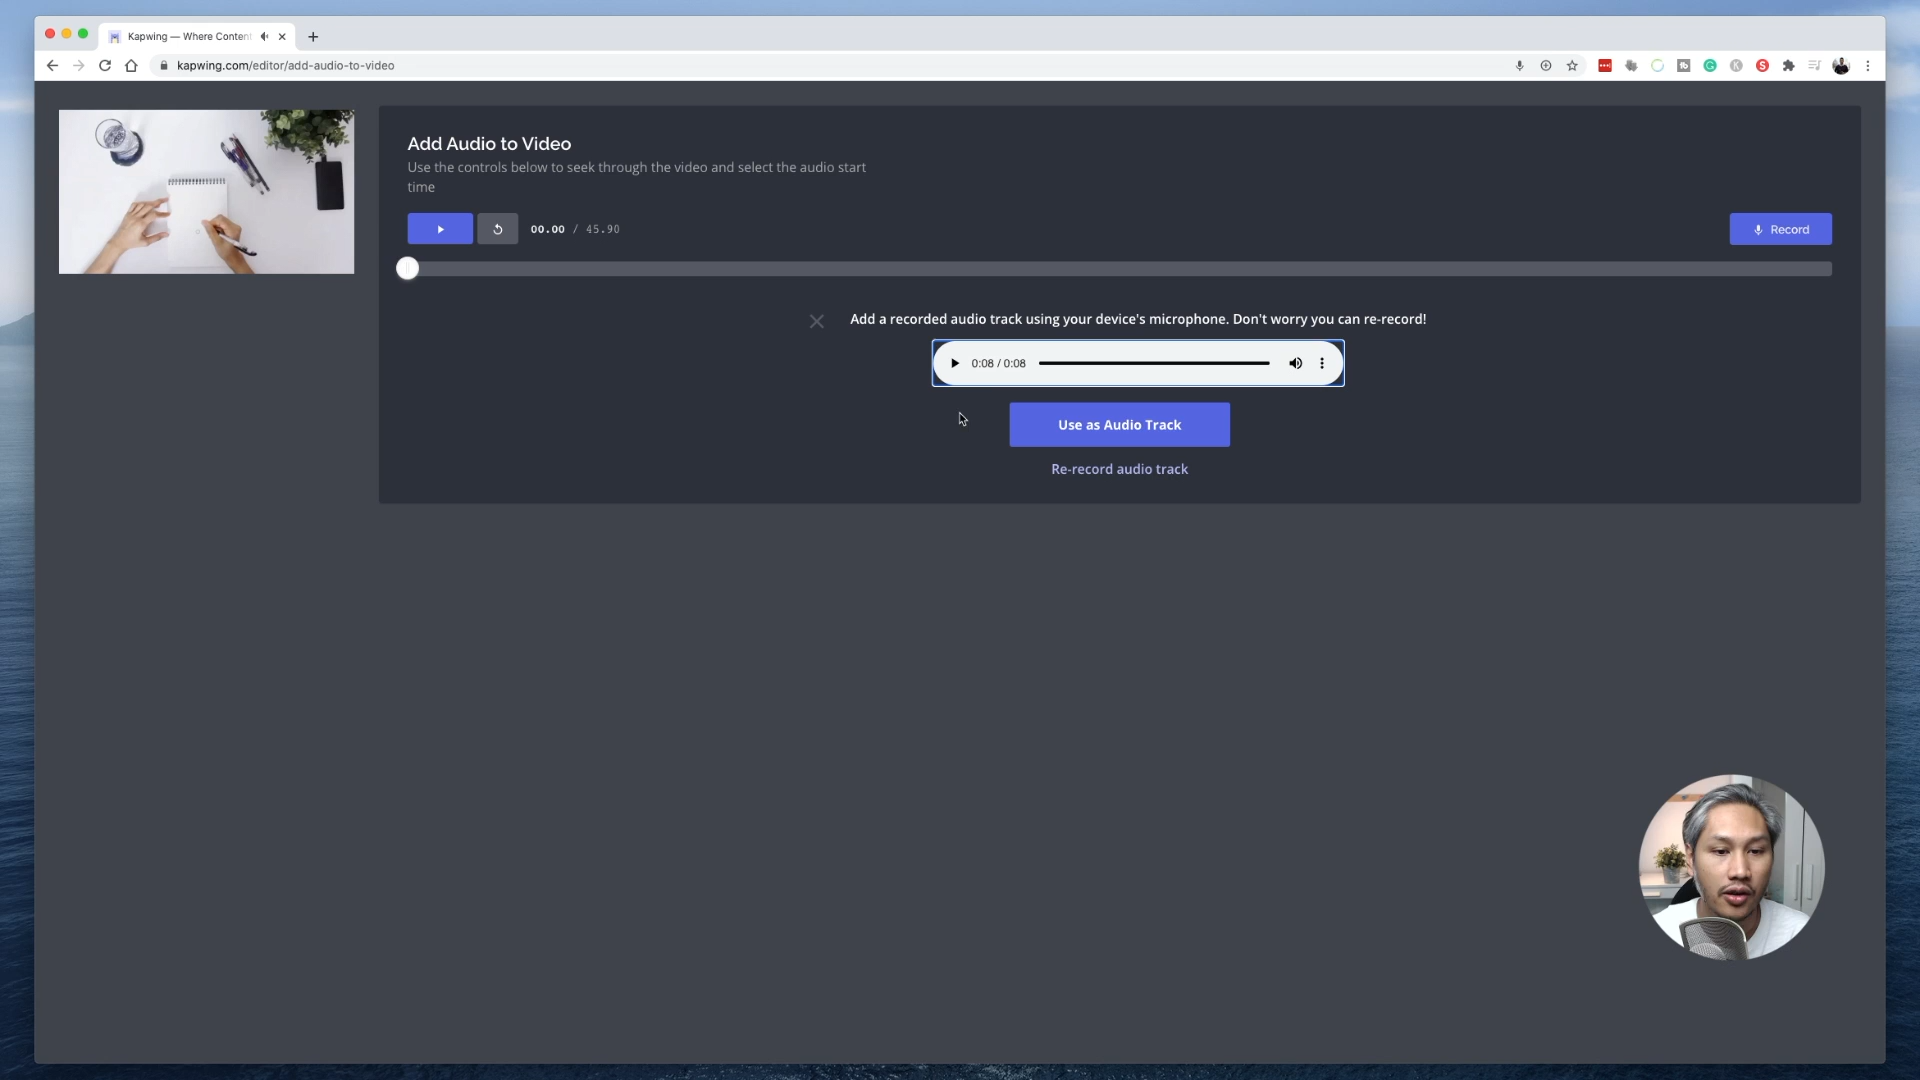 Kapwing — Where Content
kapwing.com/editor/add-audio-to-video
Add Audio to Video
Use the controls below to seek through the video and select the audio start
time
00.00 / 45.90
Record
Add a recorded audio track using your device's microphone. Don't worry you can re-record!
0:08 / 0:08
Use as Audio Track
Re-record audio track